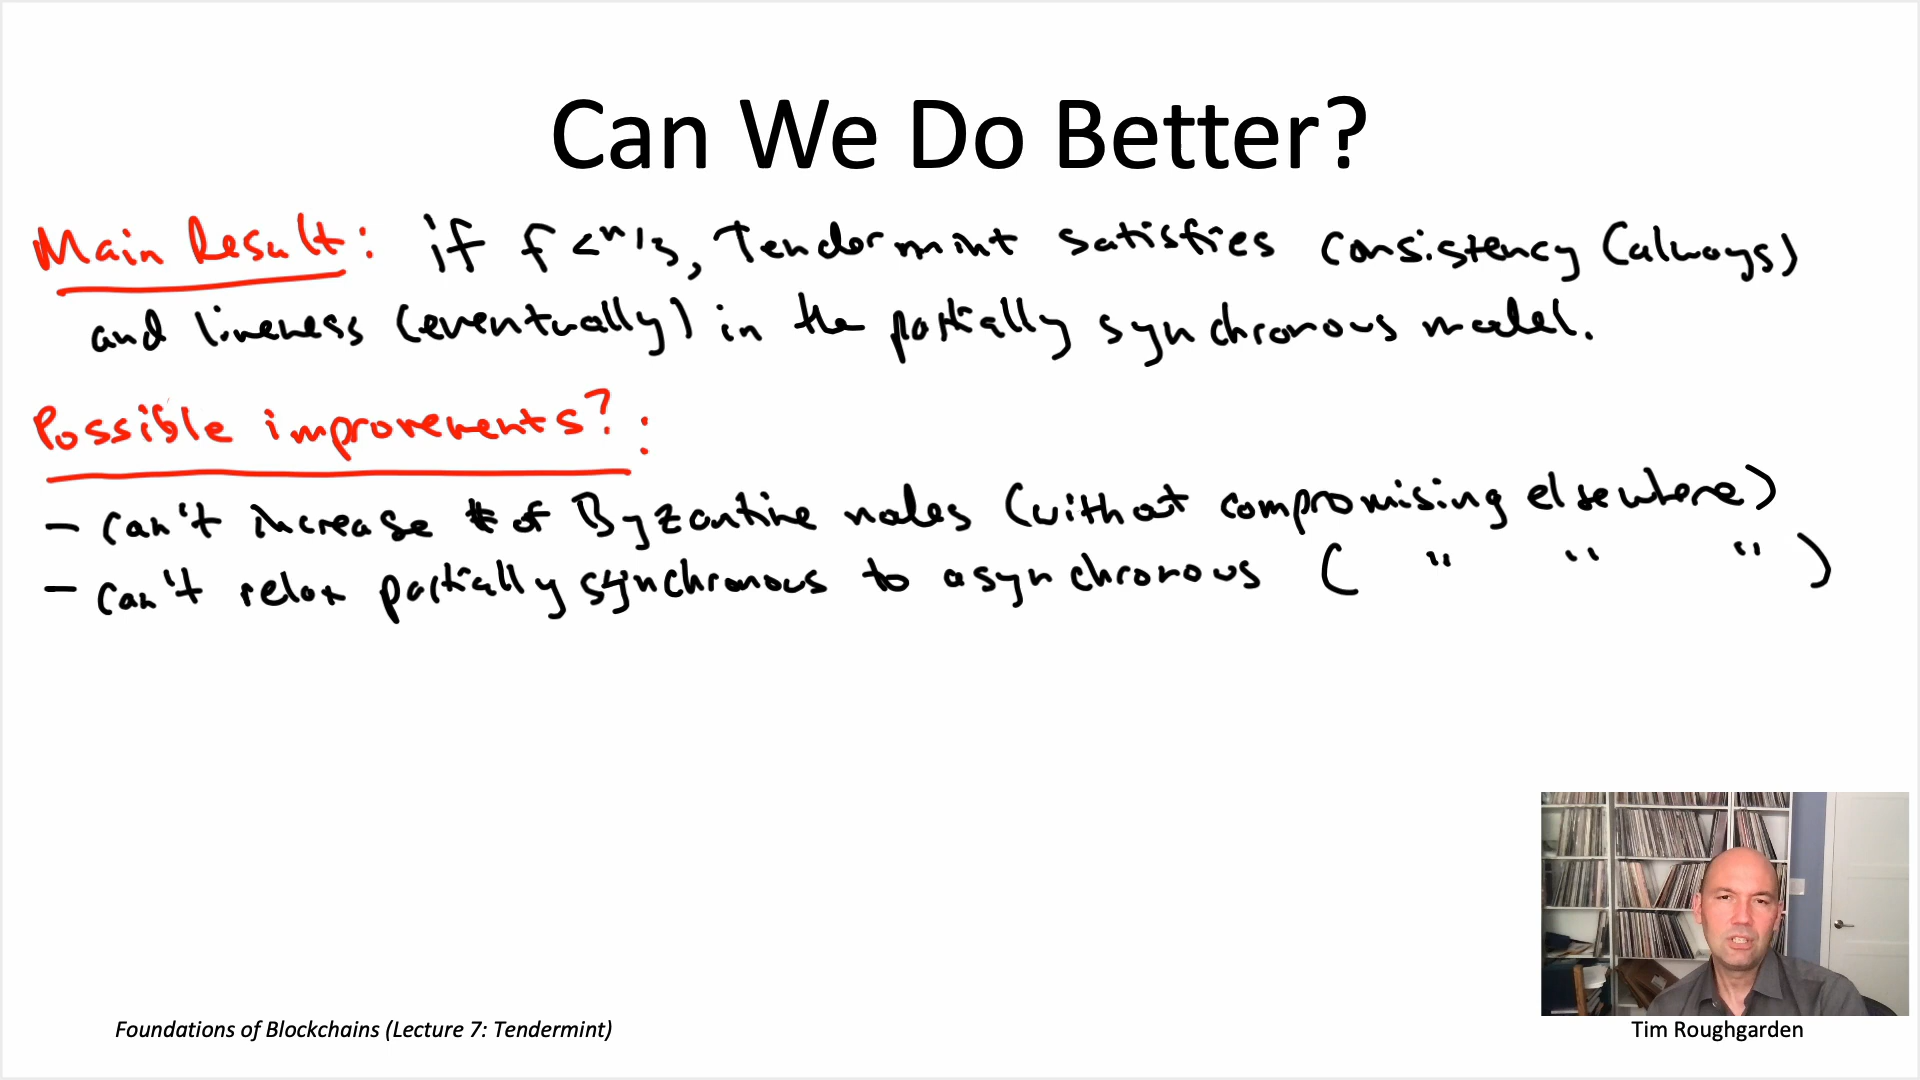 Can We Do Better?
Main Result: if f < n/3, Tendermint satisfies consistency (always)
and liveness (eventually) in the partially synchronous model.
Possible improvements?:
- can't increase # of Byzantine nodes (without compromising elsewhere)
- can't relax partially synchronous to asynchronous ( " " " )
Foundations of Blockchains (Lecture 7: Tendermint)
Tim Roughgarden